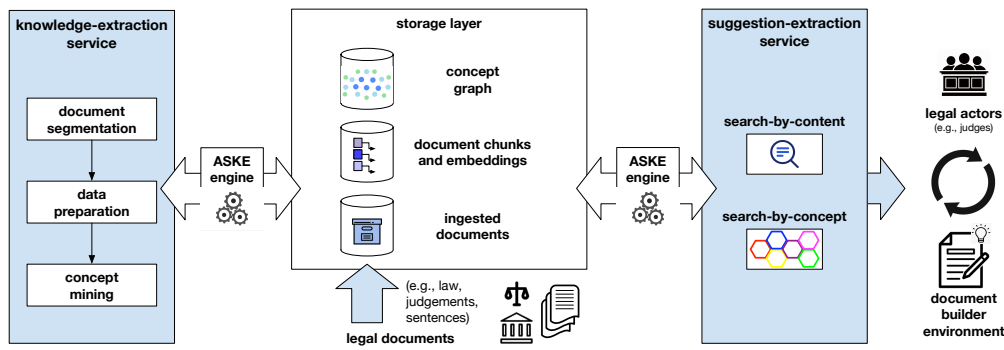 knowledge-extraction
service
document
segmentation
data
preparation
concept
mining
ASKE
engine
storage layer
concept
graph
document chunks
and embeddings
ingested
documents
(e.g., law,
judgements,
sentences)
legal documents
ASKE
engine
suggestion-extraction
service
search-by-content
search-by-concept
legal actors
(e.g., judges)
document
builder
environment